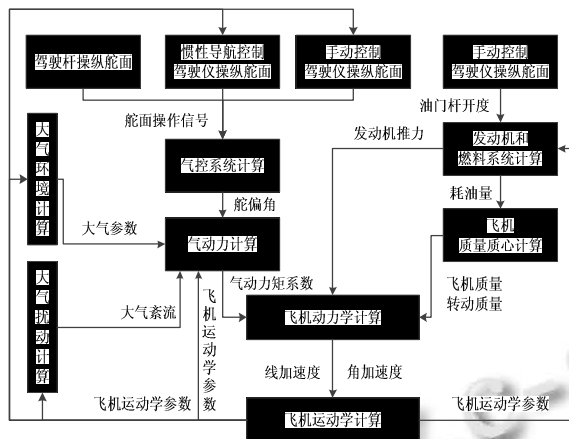 驾驶杆操纵舵面
惯性导航控制
驾驶仪操纵舵面
手动控制
驾驶仪操纵舵面
手动控制
驾驶仪操纵舵面
油门杆开度
舵面操作信号
发动机推力
大气环境计算
气控系统计算
发动机和
燃料系统计算
舵偏角
耗油量
大气参数
气动力计算
飞机
质量质心计算
大气扰动计算
大气紊流
飞机运动学参数
气动力矩系数
飞机质量
转动质量
飞机动力学计算
线加速度
角加速度
飞机运动学参数
飞机运动学计算
飞机运动学参数